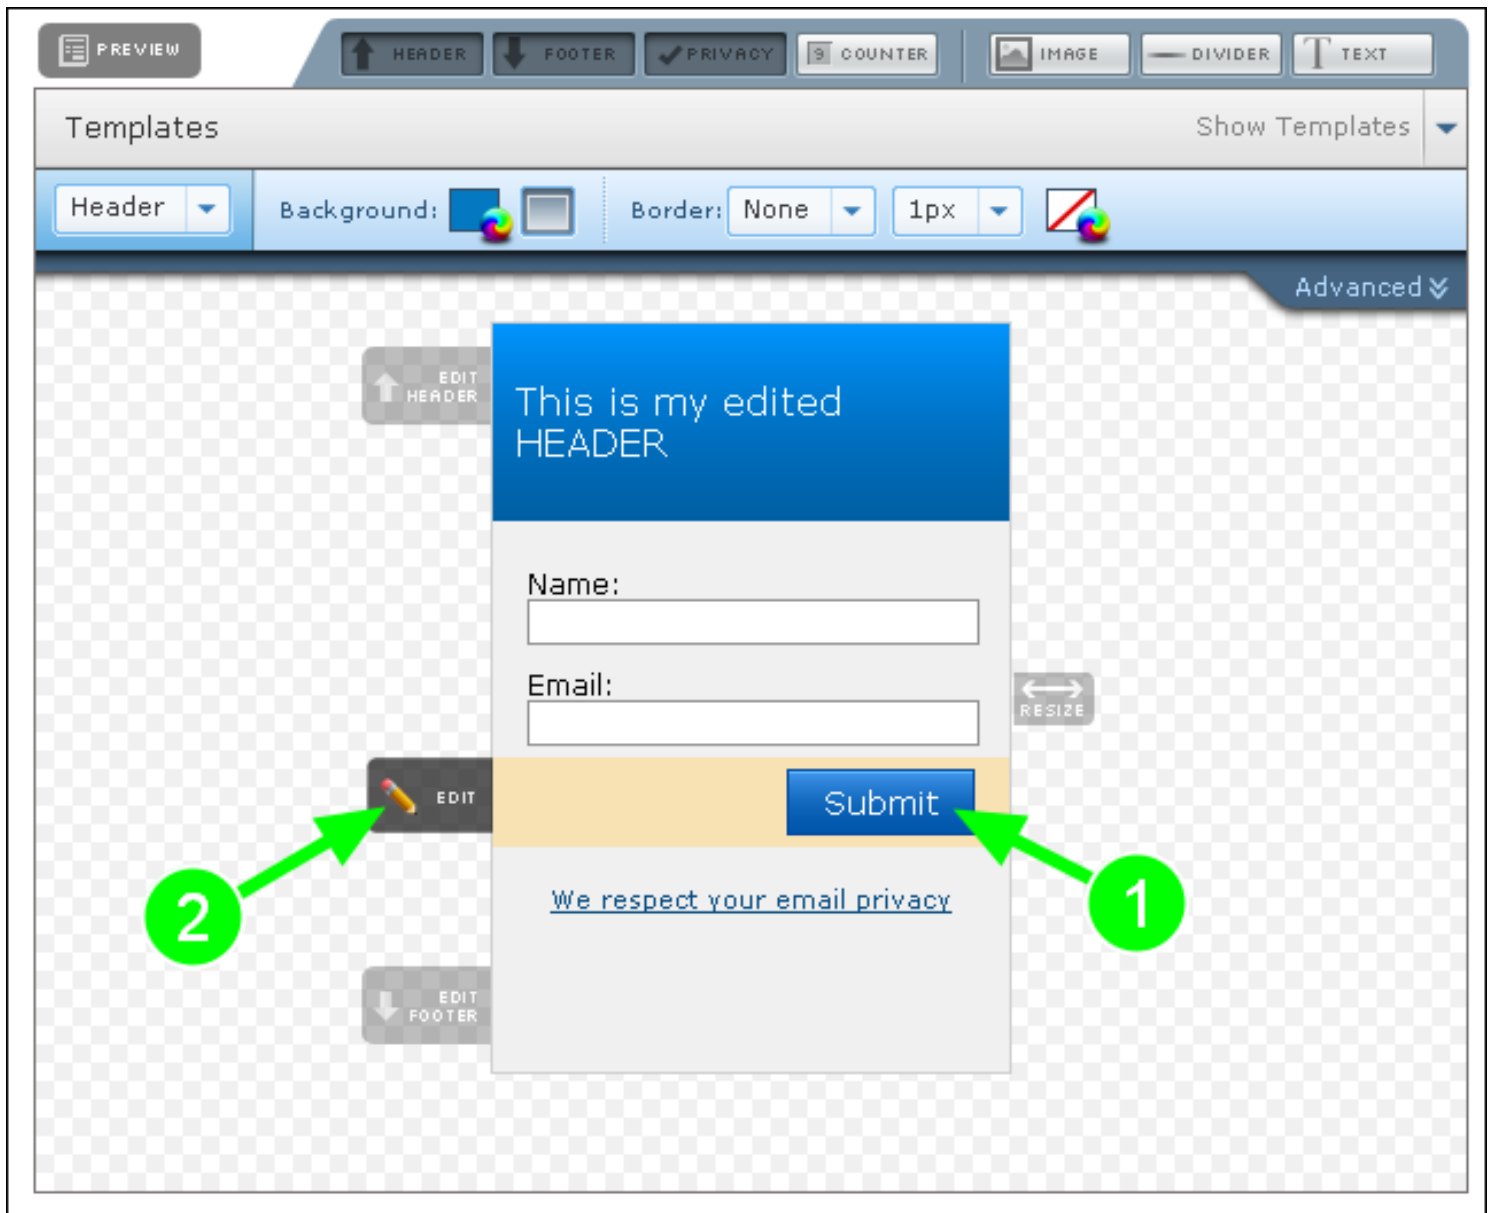 PREVIEW
HEADER
FOOTER
PRIVACY
9 COUNTER
IMAGE
DIVIDER
T TEXT
Templates
Show Templates
Header
Background:
Border:
None
1px
Advanced
EDIT
HEADER
This is my edited
HEADER
Name:
Email:
RESIZE
EDIT
Submit
2
1
We respect your email privacy
EDIT
FOOTER